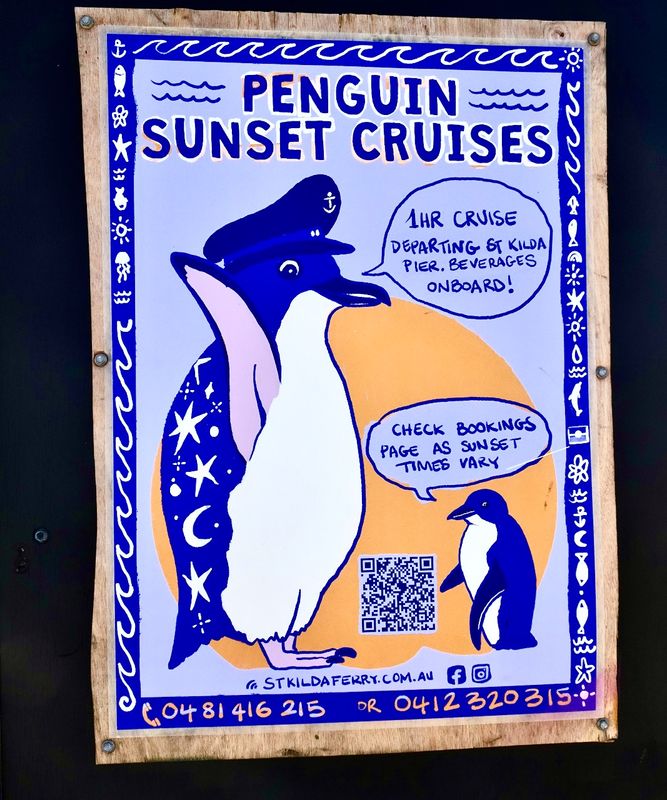 PENGUIN
SUNSET CRUISES
1HR CRUISE
DEPARTING ST KILDA
PIER. BEVERAGES
ONBOARD!
CHECK BOOKINGS
PAGE AS SUNSET
TIMES VARY
STKILDAFERRY.COM.AU
0481 416 215 OR 0412 320 315